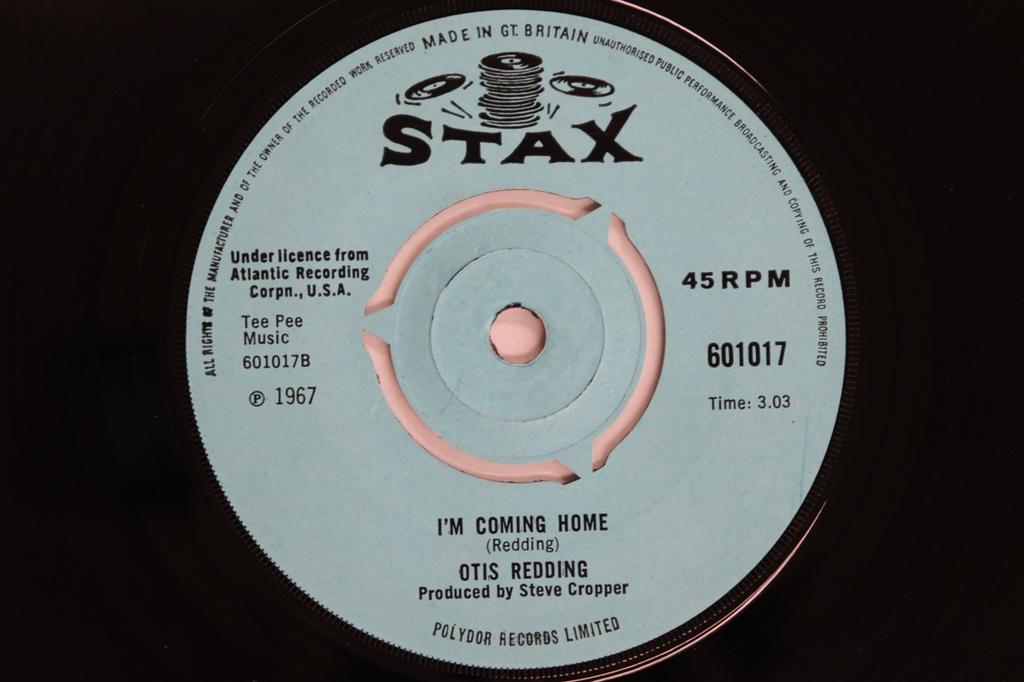 ALL RIGHTS OF THE MANUFACTURER AND OF THE OWNER OF THE RECORDED WORK RESERVED MADE IN GT. BRITAIN UNAUTHORISED PUBLIC PERFORMANCE BROADCASTING AND COPYING OF THIS RECORD PROHIBITED
STAX
Under licence from
Atlantic Recording
Corpn., U.S.A.
Tee Pee
Music
601017B
℗ 1967
45 RPM
601017
Time: 3.03
I'M COMING HOME
(Redding)
OTIS REDDING
Produced by Steve Cropper
POLYDOR RECORDS LIMITED